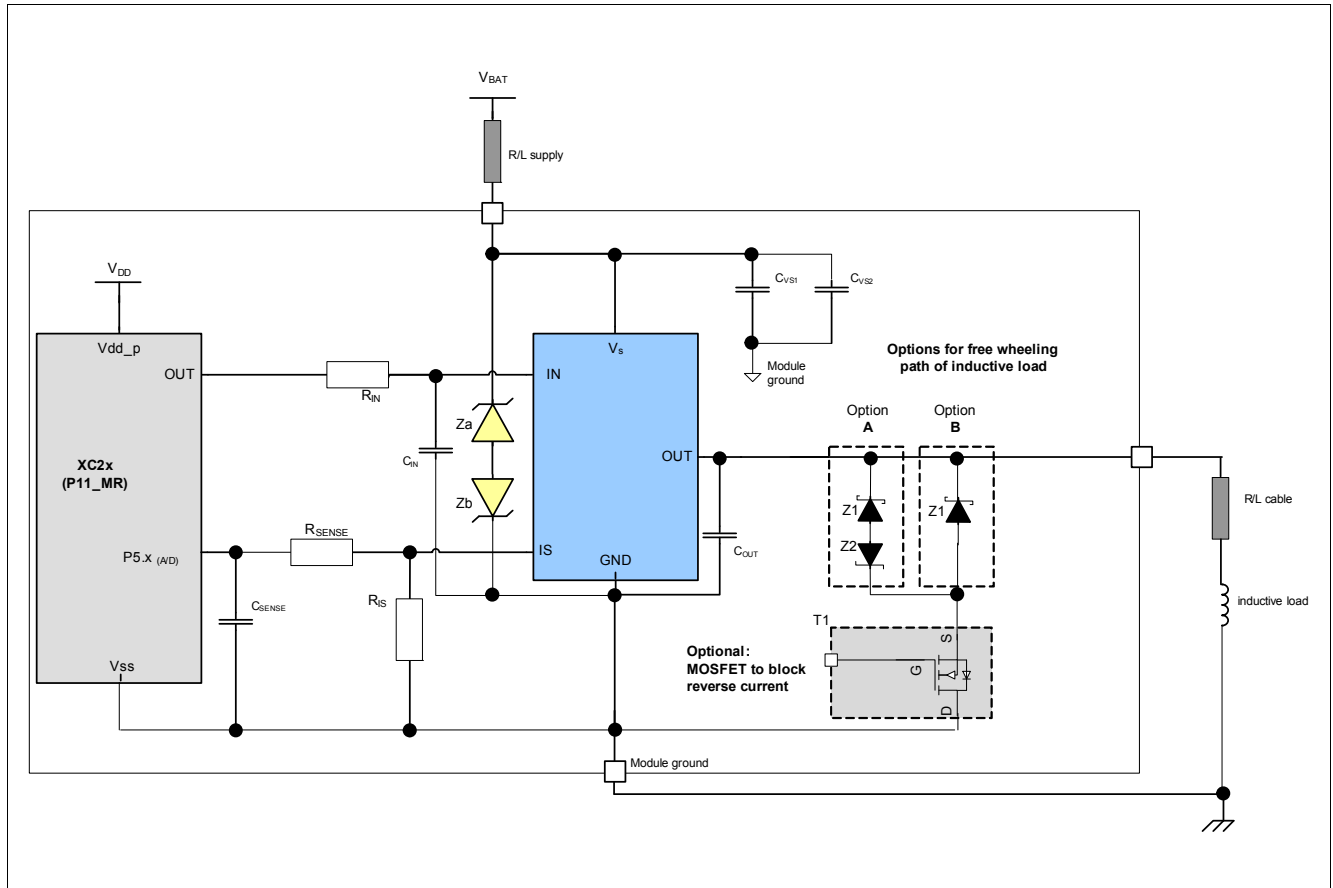 VBAT
R/L supply
VDD
Vdd_p
OUT
XC2x
(P11_MR)
P5.x (A/D)
Vss
RIN
CIN
RSENSE
CSENSE
RIS
Za
Zb
Vs
IN
IS
OUT
GND
CVS1
CVS2
Module
ground
COUT
Options for free wheeling
path of inductive load
Option
A
Option
B
Z1
Z2
Z1
T1
S
G
D
Optional:
MOSFET to block
reverse current
R/L cable
inductive load
Module ground